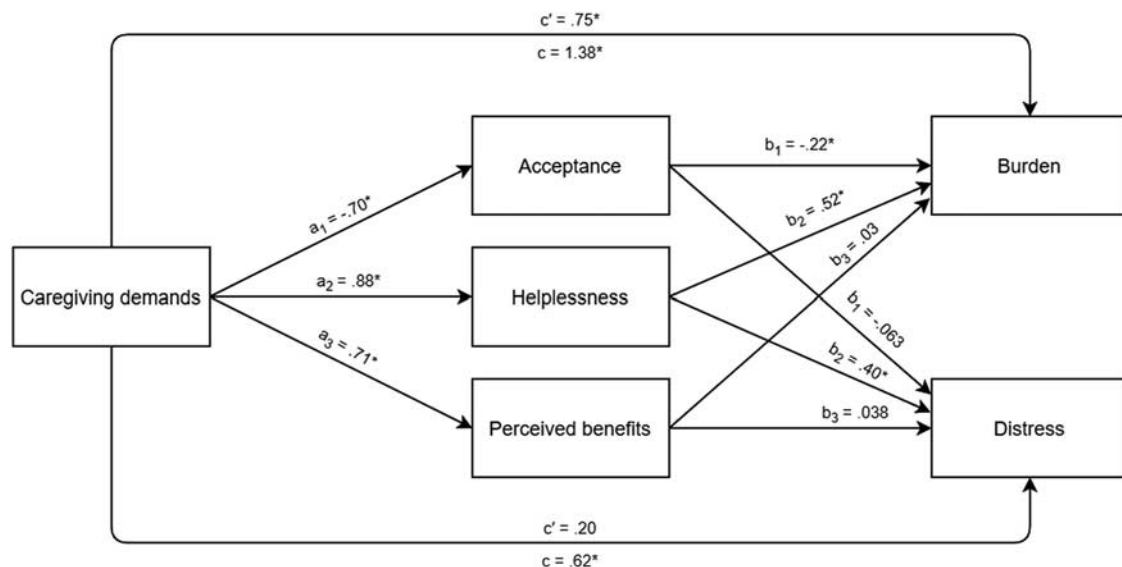 c' = .75*
c = 1.38*
Acceptance
b₁ = -.22*
Burden
a₁ = -.70*
b₂ = .52*
b₃ = .03
Caregiving demands
a₂ = .88*
Helplessness
b₁ = -.063
a₃ = .71*
b₂ = .40*
Perceived benefits
b₃ = .038
Distress
c' = .20
c = .62*